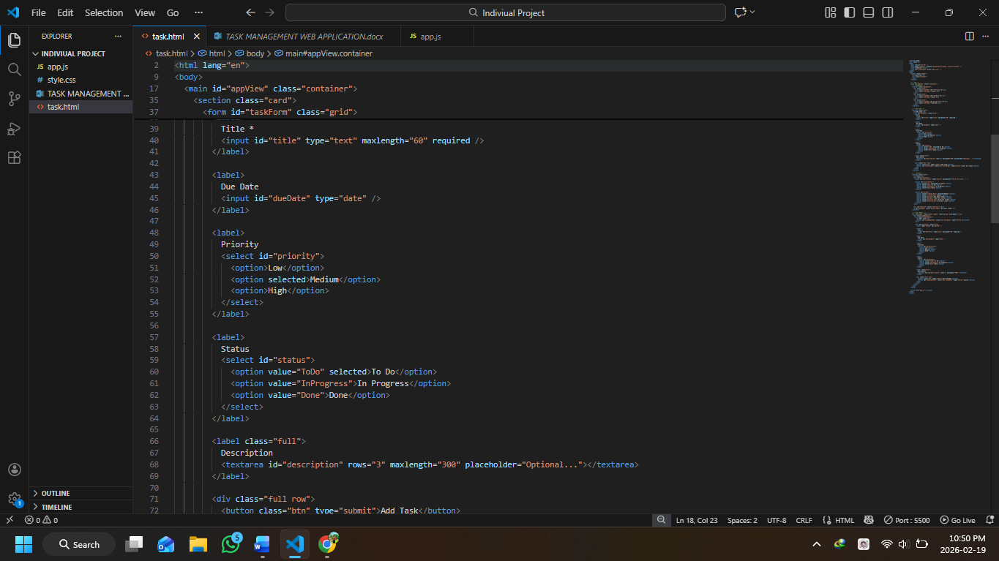 File Edit Selection View Go ··· Indiviual Project
EXPLORER ···
INDIVIUAL PROJECT
JS app.js
# style.css
TASK MANAGEMENT ...
<> task.html
OUTLINE
TIMELINE
<> task.html × TASK MANAGEMENT WEB APPLICATION.docx JS app.js ···
<> task.html > html > body > main#appView.container
2 <html lang="en">
9 <body>
17 <main id="appView" class="container">
35 <section class="card">
37 <form id="taskForm" class="grid">
39 Title *
40 <input id="title" type="text" maxlength="60" required />
41 </label>
42
43 <label>
44 Due Date
45 <input id="dueDate" type="date" />
46 </label>
47
48 <label>
49 Priority
50 <select id="priority">
51 <option>Low</option>
52 <option selected>Medium</option>
53 <option>High</option>
54 </select>
55 </label>
56
57 <label>
58 Status
59 <select id="status">
60 <option value="ToDo" selected>To Do</option>
61 <option value="InProgress">In Progress</option>
62 <option value="Done">Done</option>
63 </select>
64 </label>
65
66 <label class="full">
67 Description
68 <textarea id="description" rows="3" maxlength="300" placeholder="Optional..."></textarea>
69 </label>
70
71 <div class="full row">
72 <button class="btn" type="submit">Add Task</button>
1
0 0 Ln 18, Col 23 Spaces: 2 UTF-8 CRLF {} HTML Port : 5500 Go Live
Search 5 10:50 PM
2026-02-19